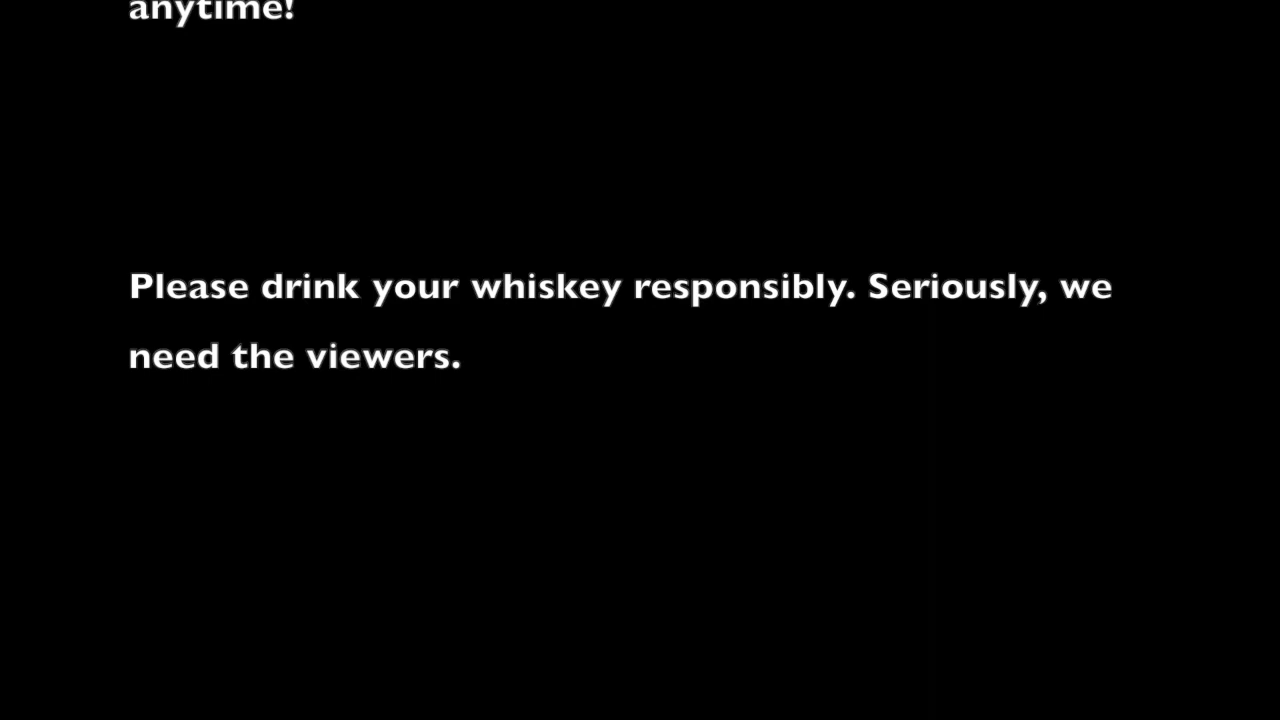 anytime!
Please drink your whiskey responsibly. Seriously, we
need the viewers.